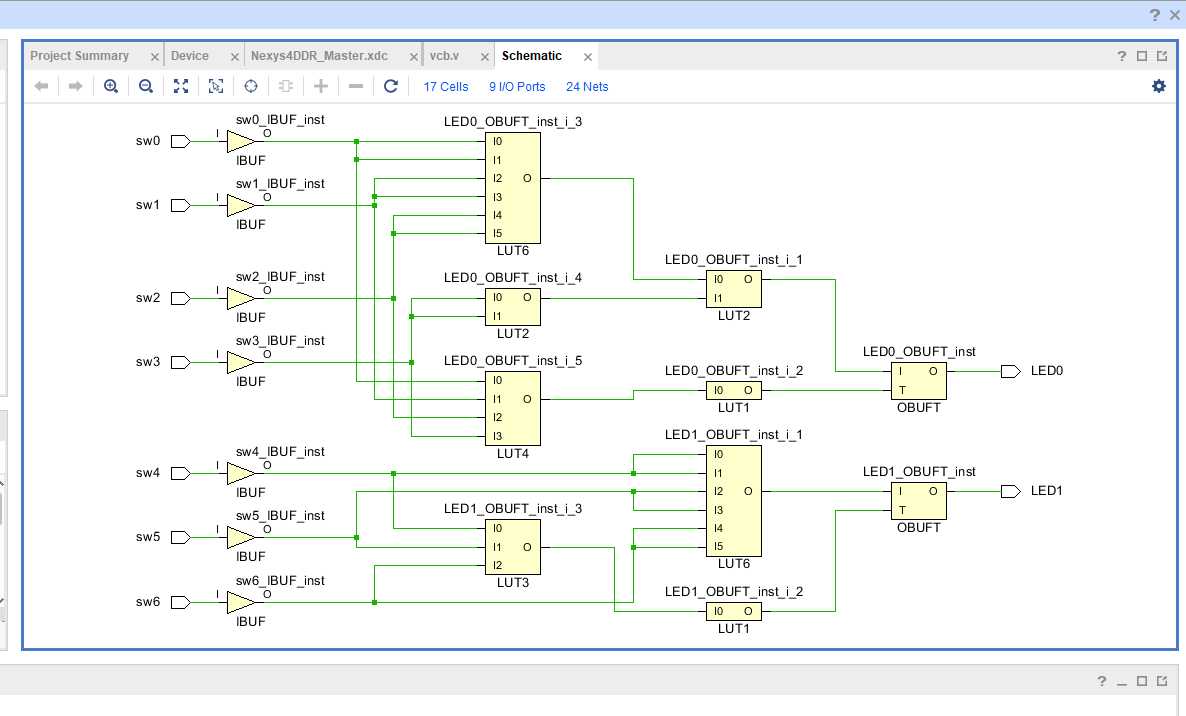 Project Summary × Device × Nexys4DDR_Master.xdc × vcb.v × Schematic ×
17 Cells 9 I/O Ports 24 Nets
sw0 I sw0_IBUF_inst O IBUF
sw1 I sw1_IBUF_inst O IBUF
sw2 I sw2_IBUF_inst O IBUF
sw3 I sw3_IBUF_inst O IBUF
sw4 I sw4_IBUF_inst O IBUF
sw5 I sw5_IBUF_inst O IBUF
sw6 I sw6_IBUF_inst O IBUF
LED0_OBUFT_inst_i_3
I0
I1
I2 O
I3
I4
I5
LUT6
LED0_OBUFT_inst_i_4
I0 O
I1
LUT2
LED0_OBUFT_inst_i_5
I0
I1 O
I2
I3
LUT4
LED1_OBUFT_inst_i_3
I0
I1 O
I2
LUT3
LED0_OBUFT_inst_i_1
I0 O
I1
LUT2
LED0_OBUFT_inst_i_2
I0 O
LUT1
LED1_OBUFT_inst_i_1
I0
I1
I2 O
I3
I4
I5
LUT6
LED1_OBUFT_inst_i_2
I0 O
LUT1
LED0_OBUFT_inst
I O
T
OBUFT
LED0
LED1_OBUFT_inst
I O
T
OBUFT
LED1